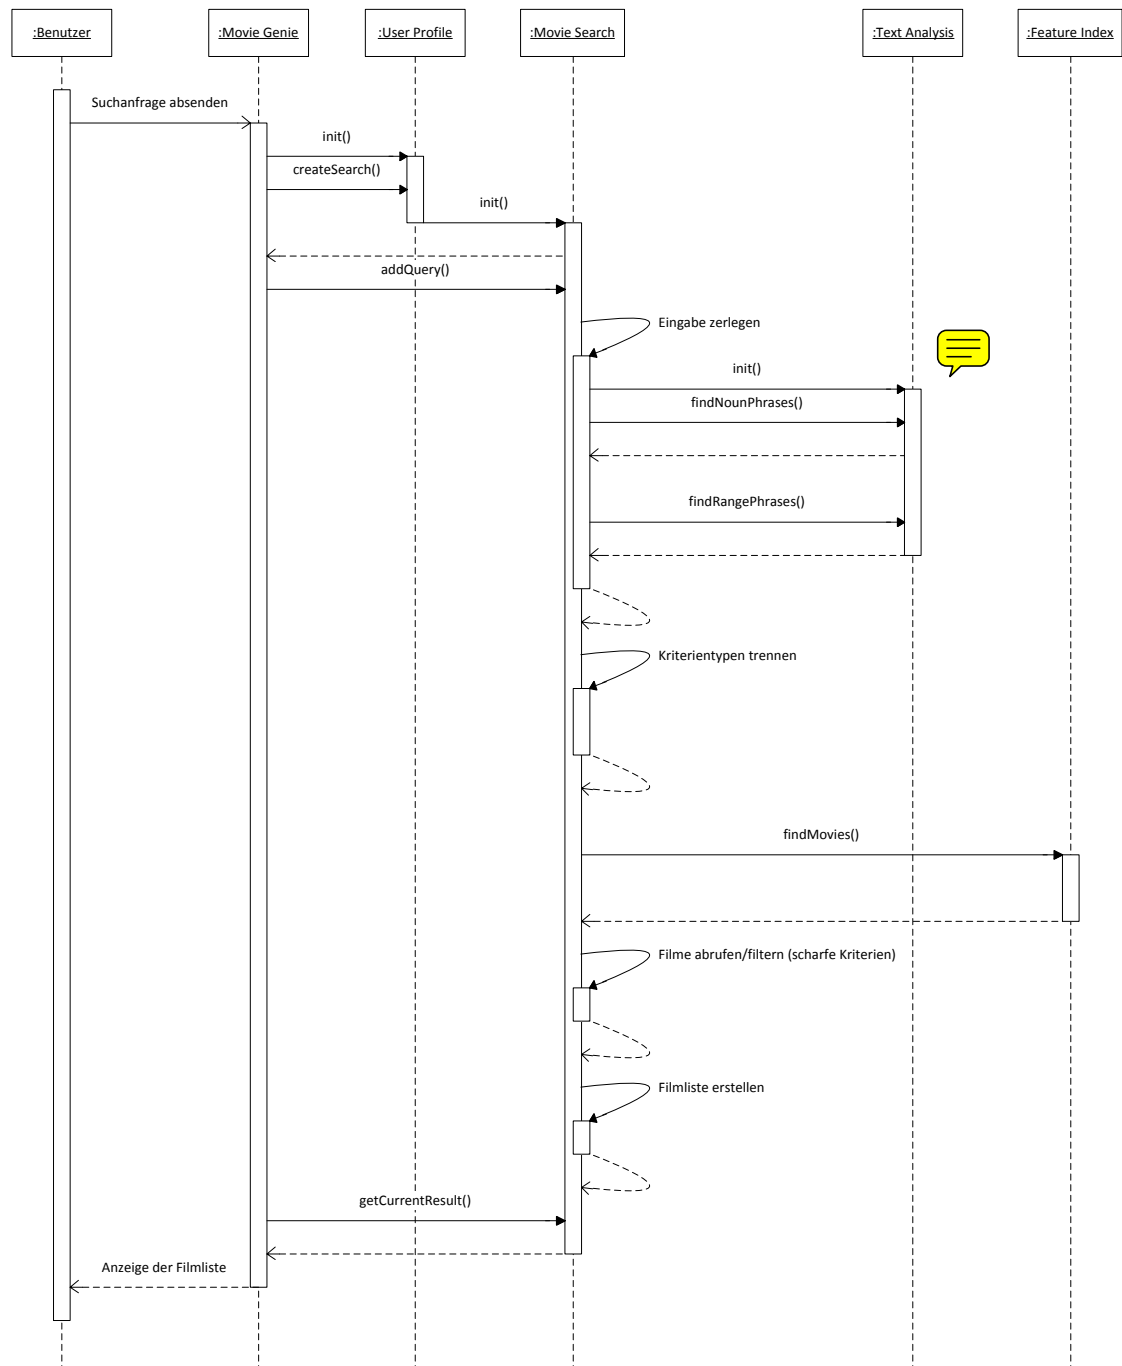 :Benutzer
:Movie Genie
:User Profile
:Movie Search
:Text Analysis
:Feature Index
Suchanfrage absenden
init()
createSearch()
init()
addQuery()
Eingabe zerlegen
init()
findNounPhrases()
findRangePhrases()
Kriterientypen trennen
findMovies()
Filme abrufen/filtern (scharfe Kriterien)
Filmliste erstellen
getCurrentResult()
Anzeige der Filmliste